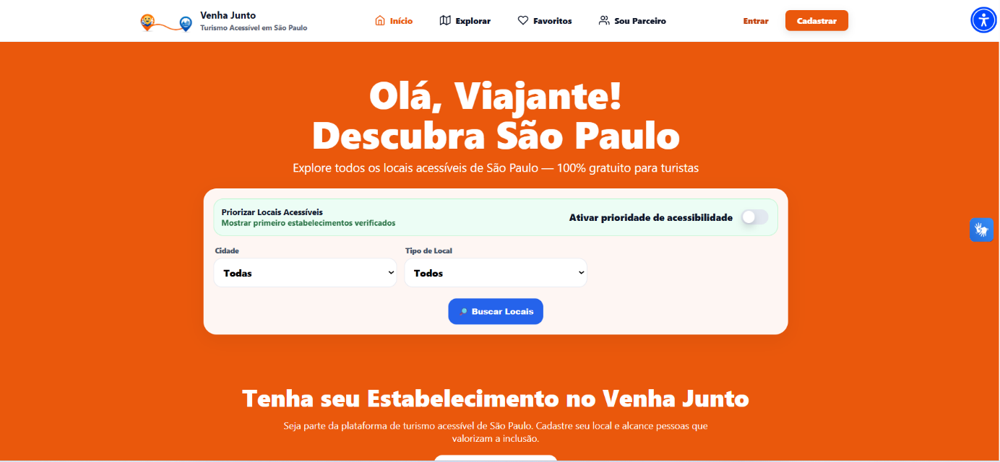 Venha Junto
Turismo Acessível em São Paulo
Início
Explorar
Favoritos
Sou Parceiro
Entrar
Cadastrar
Olá, Viajante!
Descubra São Paulo
Explore todos os locais acessíveis de São Paulo — 100% gratuito para turistas
Priorizar Locais Acessíveis
Mostrar primeiro estabelecimentos verificados
Ativar prioridade de acessibilidade
Cidade
Tipo de Local
Todas
Todos
Buscar Locais
Tenha seu Estabelecimento no Venha Junto
Seja parte da plataforma de turismo acessível de São Paulo. Cadastre seu local e alcance pessoas que
valorizam a inclusão.